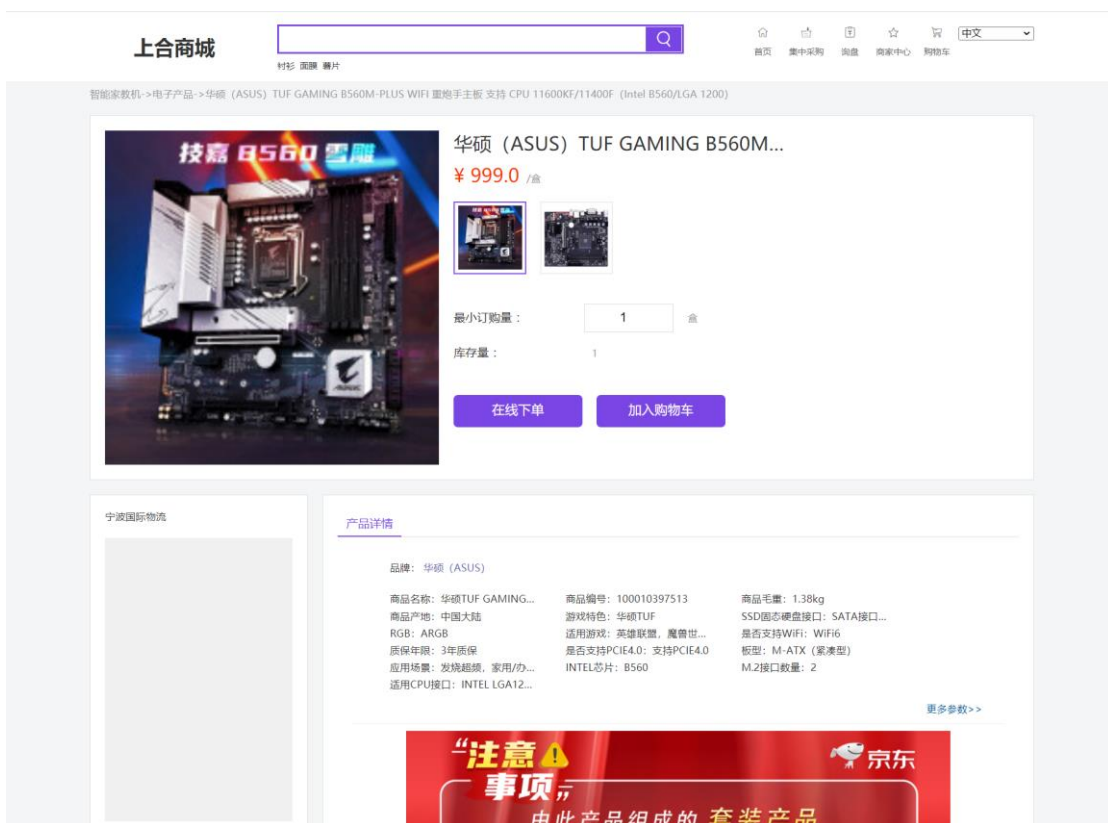 上合商城
首页 集中采购 询盘 商家中心 购物车 中文
衬衫 面膜 薯片
智能家教机->电子产品->华硕（ASUS）TUF GAMING B560M-PLUS WIFI 重炮手主板 支持 CPU 11600KF/11400F（Intel B560/LGA 1200）
技嘉 B560 雪雕
华硕（ASUS）TUF GAMING B560M...
¥ 999.0 /盒
最小订购量： 1 盒
库存量： 1
在线下单 加入购物车
宁波国际物流
产品详情
品牌： 华硕（ASUS）
商品名称：华硕TUF GAMING... 商品编号：100010397513 商品毛重：1.38kg
商品产地：中国大陆 游戏特色：华硕TUF SSD固态硬盘接口：SATA接口...
RGB：ARGB 适用游戏：英雄联盟，魔兽世... 是否支持WiFi：WiFi6
质保年限：3年质保 是否支持PCIE4.0：支持PCIE4.0 板型：M-ATX（紧凑型）
应用场景：发烧超频，家用/办... INTEL芯片：B560 M.2接口数量：2
适用CPU接口：INTEL LGA12...
更多参数>>
“注意
事项”
京东
由此产品组成的 套装产品